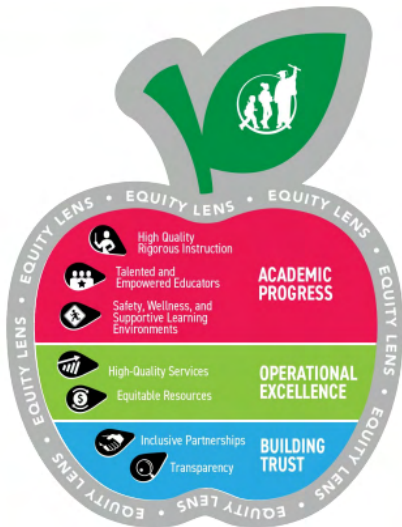 EQUITY LENS • EQUITY LENS • EQUITY LENS • EQUITY LENS • EQUITY LENS • EQUITY LENS • EQUITY LENS • EQUITY LENS •
High Quality
Rigorous Instruction
Talented and
Empowered Educators
Safety, Wellness, and
Supportive Learning
Environments
ACADEMIC
PROGRESS
High-Quality Services
Equitable Resources
OPERATIONAL
EXCELLENCE
Inclusive Partnerships
Transparency
BUILDING
TRUST